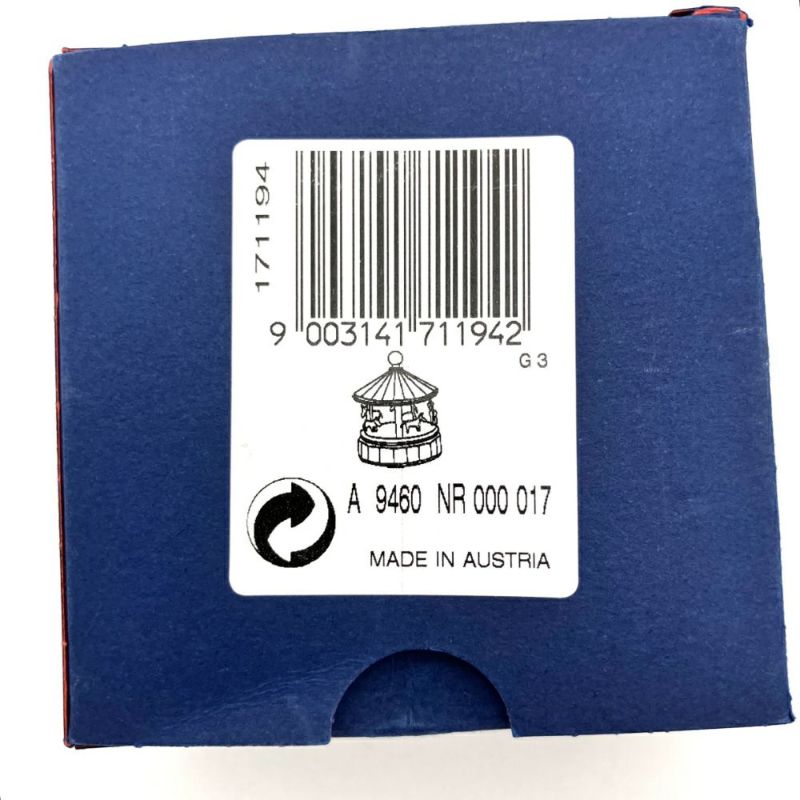 171194
9 003141 711942
G 3
A 9460 NR 000 017
MADE IN AUSTRIA